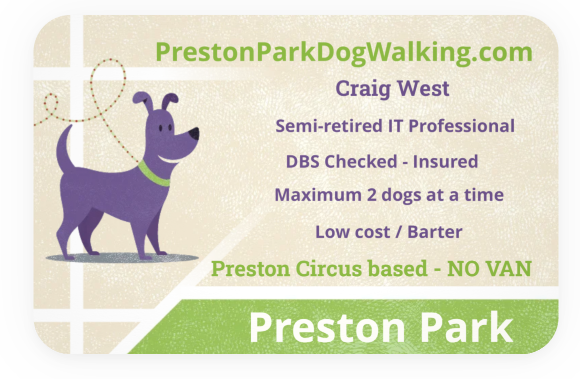 PrestonParkDogWalking.com
Craig West
Semi-retired IT Professional
DBS Checked - Insured
Maximum 2 dogs at a time
Low cost / Barter
Preston Circus based - NO VAN
Preston Park